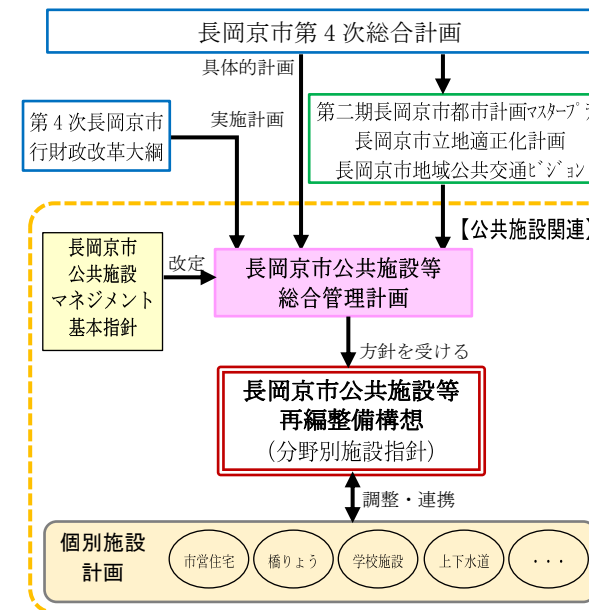 長岡京市第４次総合計画
具体的計画
第４次長岡京市
行財政改革大綱
実施計画
第二期長岡京市都市計画ﾏｽﾀｰﾌﾟﾗ
長岡京市立地適正化計画
長岡京市地域公共交通ﾋﾞｼﾞｮﾝ
【公共施設関連】
長岡京市
公共施設
マネジメント
基本指針
改定
長岡京市公共施設等
総合管理計画
方針を受ける
長岡京市公共施設等
再編整備構想
（分野別施設指針）
調整・連携
個別施設
計画
市営住宅
橋りょう
学校施設
上下水道
・・・